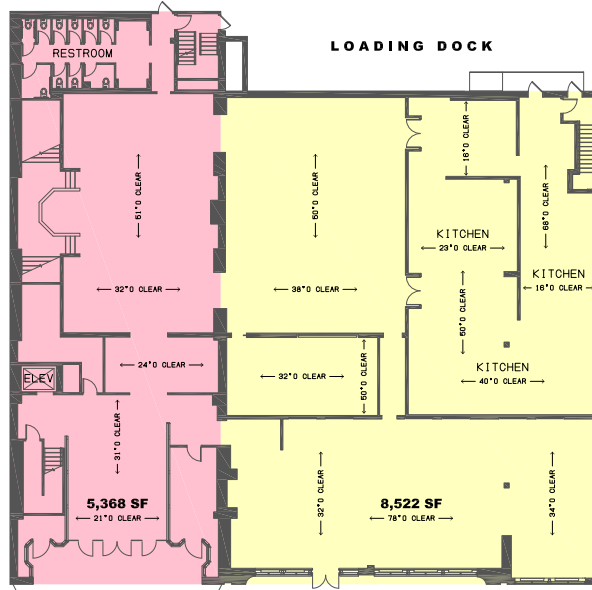 LOADING DOCK
RESTROOM
16"0 CLEAR
61"0 CLEAR
60"0 CLEAR
68"0 CLEAR
KITCHEN
23"0 CLEAR
KITCHEN
16"0 CLEAR
32"0 CLEAR
38"0 CLEAR
50"0 CLEAR
24"0 CLEAR
32"0 CLEAR
50"0 CLEAR
KITCHEN
40"0 CLEAR
ELEV
31"0 CLEAR
32"0 CLEAR
34"0 CLEAR
5,368 SF
21"0 CLEAR
8,522 SF
78"0 CLEAR